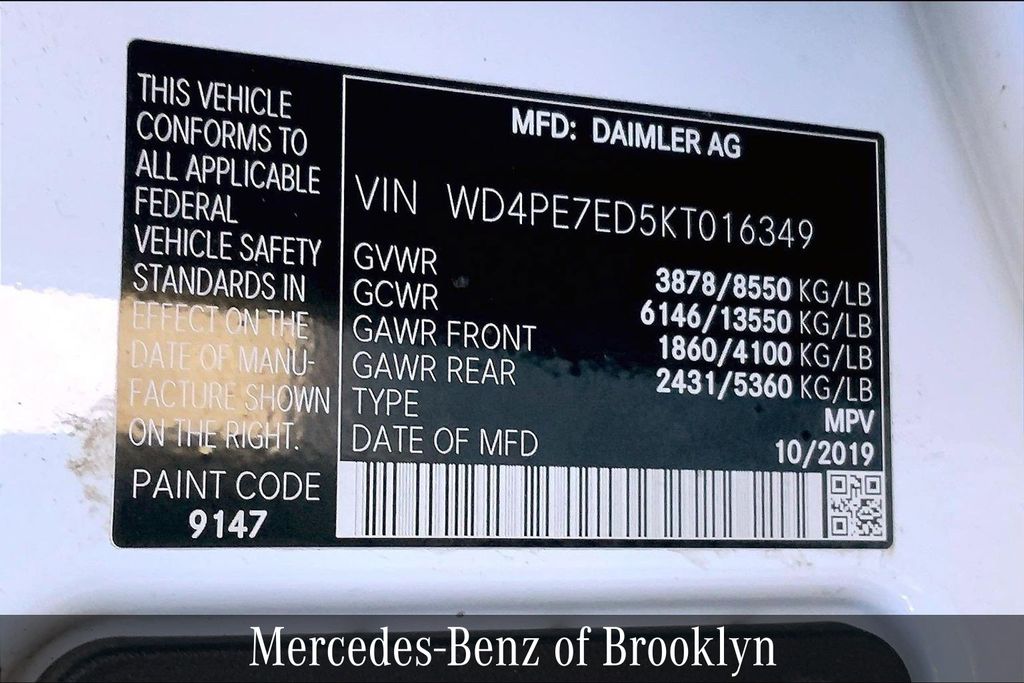 THIS VEHICLE
CONFORMS TO
ALL APPLICABLE
FEDERAL
VEHICLE SAFETY
STANDARDS IN
EFFECT ON THE
DATE OF MANU-
FACTURE SHOWN
ON THE RIGHT.
PAINT CODE
9147
MFD: DAIMLER AG
VIN WD4PE7ED5KT016349
GVWR 3878/8550 KG/LB
GCWR 6146/13550 KG/LB
GAWR FRONT 1860/4100 KG/LB
GAWR REAR 2431/5360 KG/LB
TYPE MPV
DATE OF MFD 10/2019
Mercedes-Benz of Brooklyn